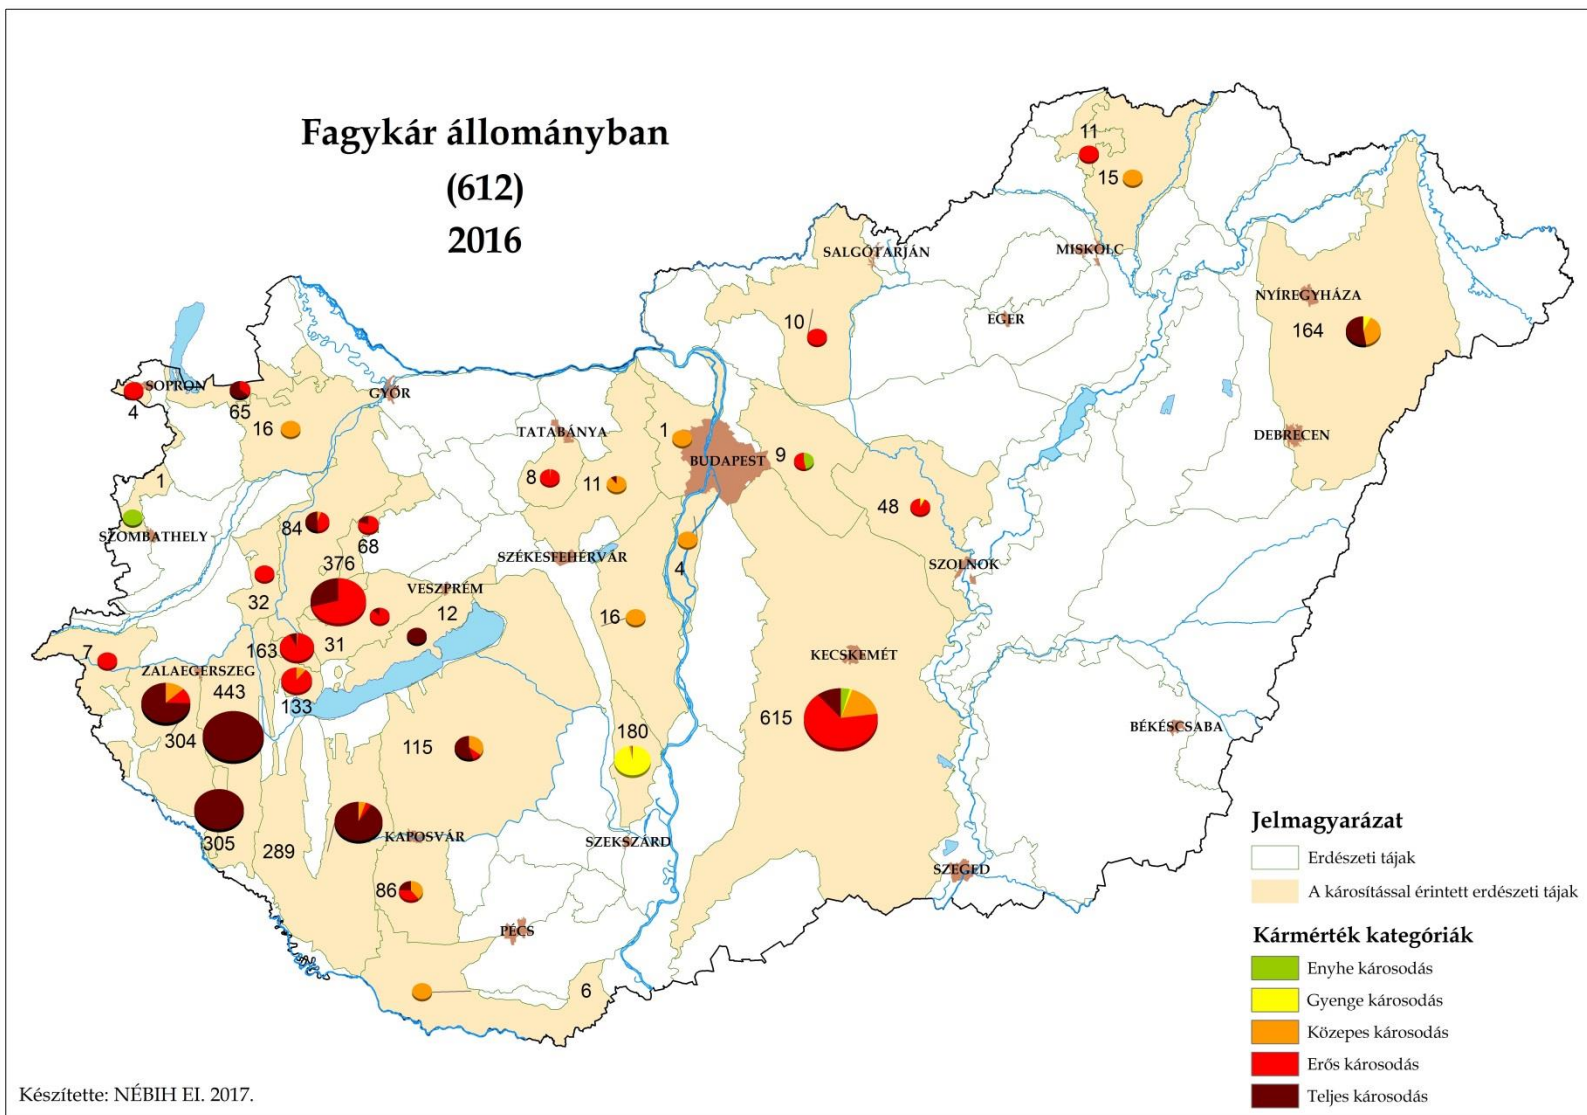 Fagykár állományban
(612)
2016
11
15
SALGÓTARJÁN
MISKOLC
NYÍREGYHÁZA
EGER
10
164
SOPRON
GYŐR
4
65
16
TATABÁNYA
1
BUDAPEST
9
DEBRECEN
8
11
1
48
SZOMBATHELY
84
68
SZÉKESFEHÉRVÁR
376
SZOLNOK
4
VESZPRÉM
32
12
16
31
163
7
KECSKEMÉT
ZALAEGERSZEG
443
133
615
304
180
BÉKÉSCSABA
115
305
289
KAPOSVÁR
SZEKSZÁRD
SZEGED
86
PÉCS
6
Jelmagyarázat
Erdészeti tájak
A károsítással érintett erdészeti tájak
Kármérték kategóriák
Enyhe károsodás
Gyenge károsodás
Közepes károsodás
Erős károsodás
Teljes károsodás
Készítette: NÉBIH EI. 2017.